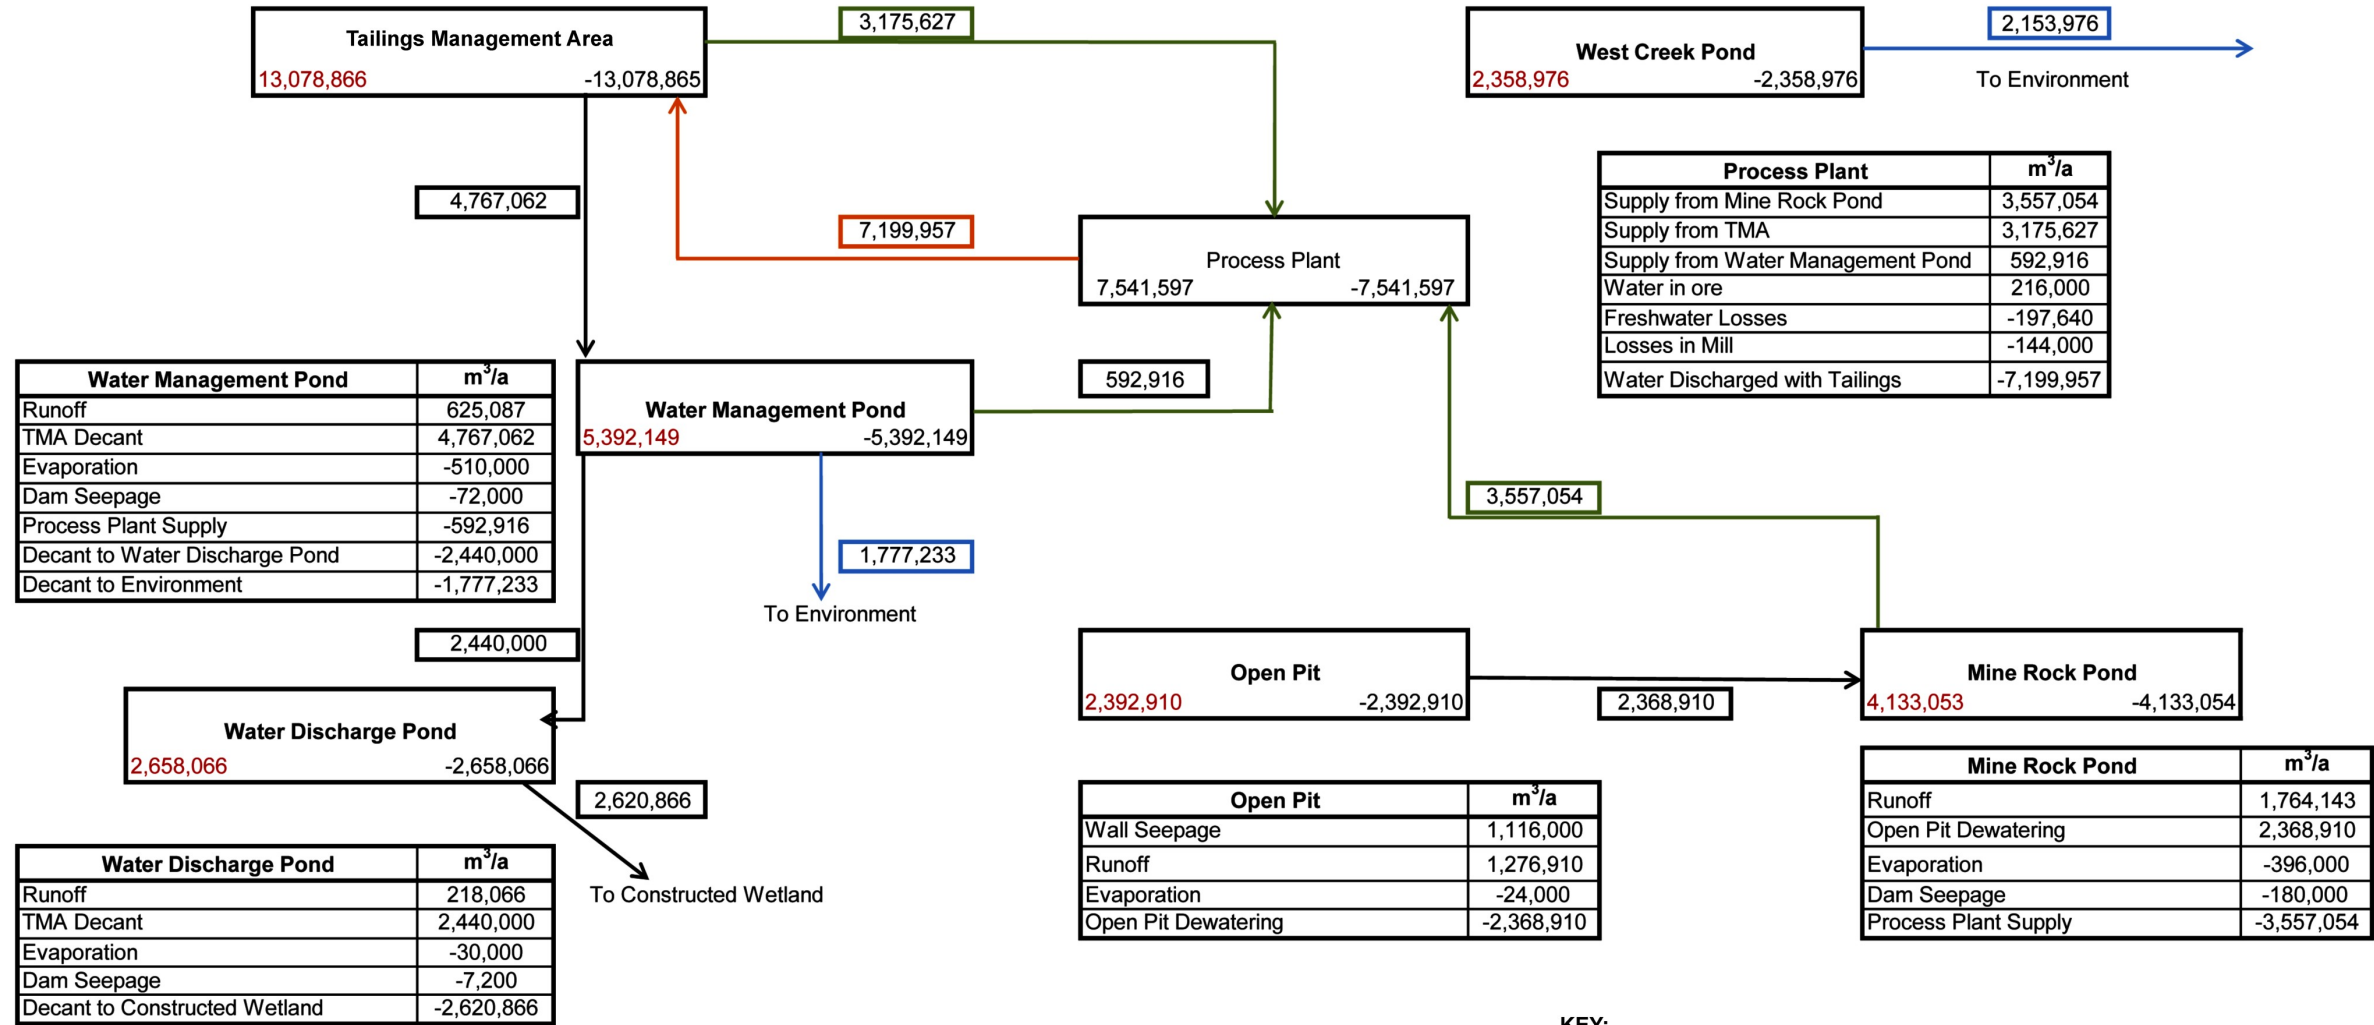 3,175,627
Tailings Management Area
13,078,866 -13,078,865
2,153,976
West Creek Pond
2,358,976 -2,358,976
To Environment
4,767,062
7,199,957
Process Plant
7,541,597 -7,541,597
Process Plant m³/a
Supply from Mine Rock Pond 3,557,054
Supply from TMA 3,175,627
Supply from Water Management Pond 592,916
Water in ore 216,000
Freshwater Losses -197,640
Losses in Mill -144,000
Water Discharged with Tailings -7,199,957
Water Management Pond m³/a
Runoff 625,087
TMA Decant 4,767,062
Evaporation -510,000
Dam Seepage -72,000
Process Plant Supply -592,916
Decant to Water Discharge Pond -2,440,000
Decant to Environment -1,777,233
Water Management Pond
5,392,149 -5,392,149
592,916
3,557,054
1,777,233
To Environment
2,440,000
Water Discharge Pond
2,658,066 -2,658,066
2,620,866
To Constructed Wetland
Open Pit
2,392,910 -2,392,910
2,368,910
Mine Rock Pond
4,133,053 -4,133,054
Water Discharge Pond m³/a
Runoff 218,066
TMA Decant 2,440,000
Evaporation -30,000
Dam Seepage -7,200
Decant to Constructed Wetland -2,620,866
Open Pit m³/a
Wall Seepage 1,116,000
Runoff 1,276,910
Evaporation -24,000
Open Pit Dewatering -2,368,910
Mine Rock Pond m³/a
Runoff 1,764,143
Open Pit Dewatering 2,368,910
Evaporation -396,000
Dam Seepage -180,000
Process Plant Supply -3,557,054
KEY: